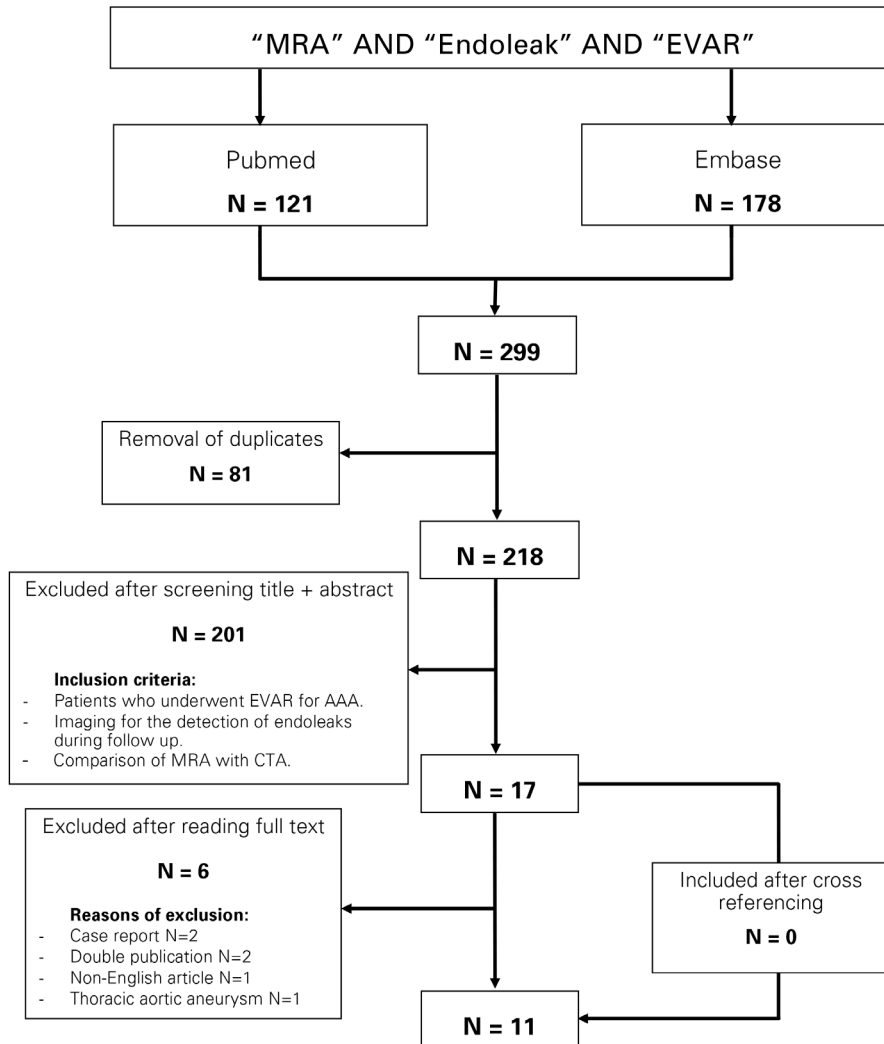 “MRA” AND “Endoleak” AND “EVAR”
Pubmed
N = 121
Embase
N = 178
N = 299
Removal of duplicates
N = 81
N = 218
Excluded after screening title + abstract
N = 201
Inclusion criteria:
- Patients who underwent EVAR for AAA.
- Imaging for the detection of endoleaks
during follow up.
- Comparison of MRA with CTA.
N = 17
Excluded after reading full text
N = 6
Reasons of exclusion:
- Case report N=2
- Double publication N=2
- Non-English article N=1
- Thoracic aortic aneurysm N=1
Included after cross
referencing
N = 0
N = 11